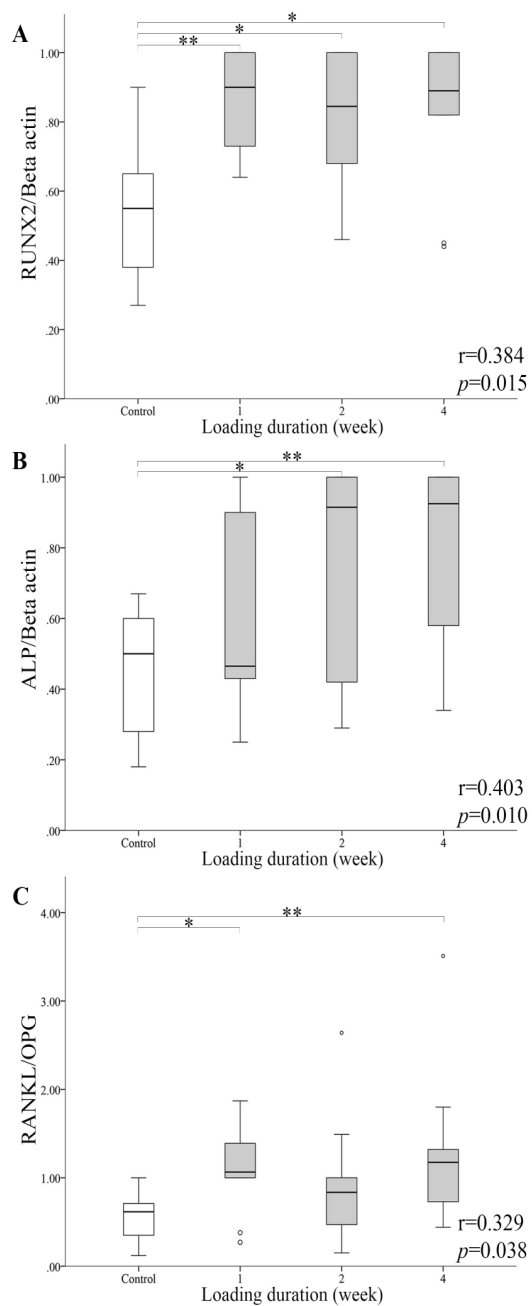 A
*
*
**
1.00
.80
.60
.40
.20
.00
RUNX2/Beta actin
r=0.384
p=0.015
Control 1 2 4
Loading duration (week)
B
**
*
1.00
.80
.60
.40
.20
.00
ALP/Beta actin
r=0.403
p=0.010
Control 1 2 4
Loading duration (week)
C
**
*
4.00
3.00
2.00
1.00
.00
RANKL/OPG
r=0.329
p=0.038
Control 1 2 4
Loading duration (week)